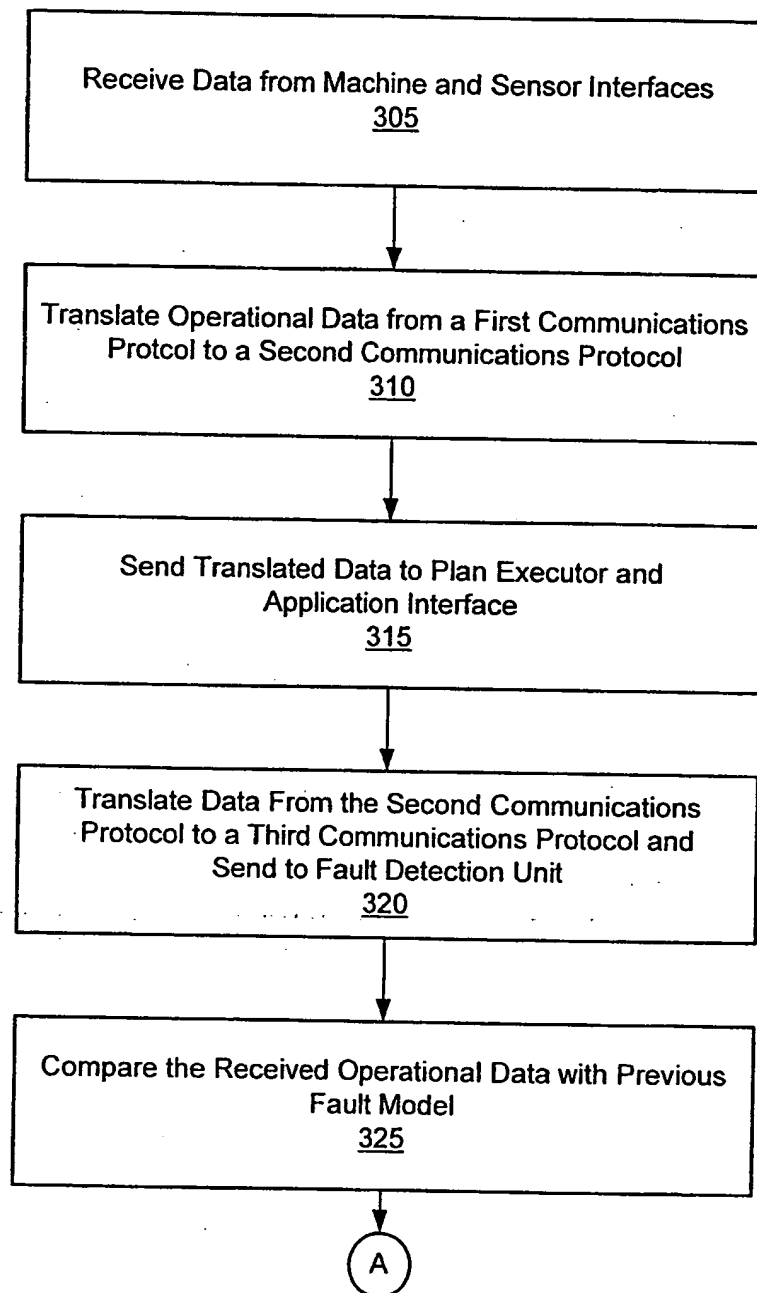 Receive Data from Machine and Sensor Interfaces
305
Translate Operational Data from a First Communications
Protcol to a Second Communications Protocol
310
Send Translated Data to Plan Executor and
Application Interface
315
Translate Data From the Second Communications
Protocol to a Third Communications Protocol and
Send to Fault Detection Unit
320
Compare the Received Operational Data with Previous
Fault Model
325
A